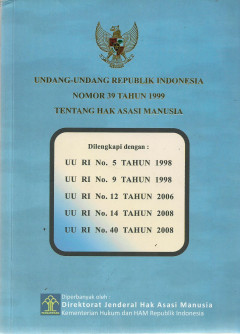 UNDANG-UNDANG REPUBLIK INDONESIA
NOMOR 39 TAHUN 1999
TENTANG HAK ASASI MANUSIA
Dilengkapi dengan :
UU RI No. 5 TAHUN 1998
UU RI No. 9 TAHUN 1998
UU RI No. 12 TAHUN 2006
UU RI No. 14 TAHUN 2008
UU RI No. 40 TAHUN 2008
Diperbanyak oleh :
Direktorat Jenderal Hak Asasi Manusia
Kementerian Hukum dan HAM Republik Indonesia